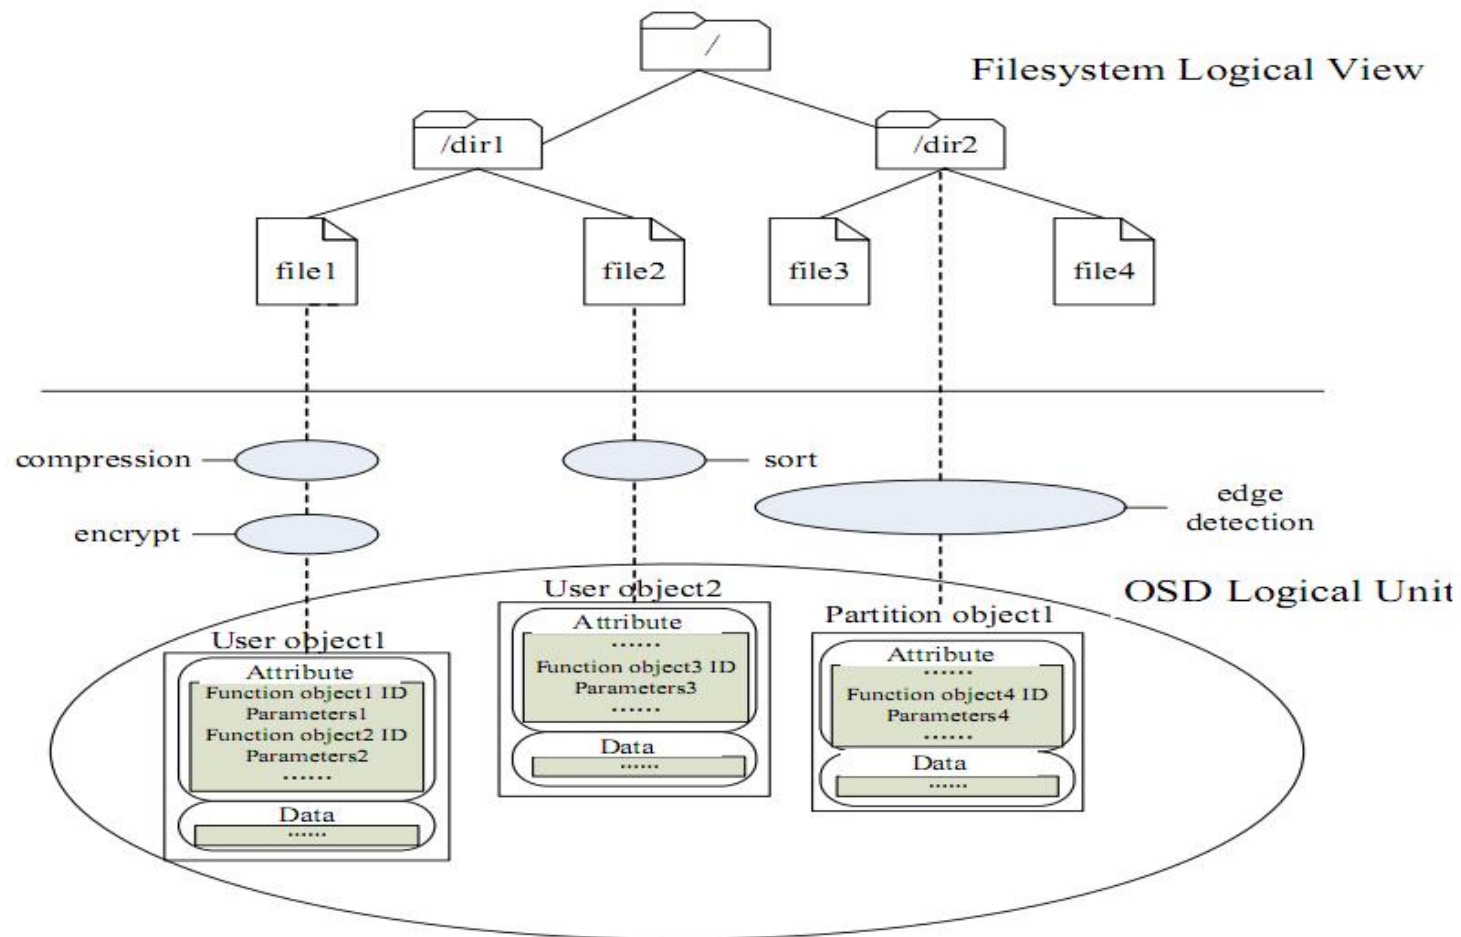 /
Filesystem Logical View
/dir1
/dir2
file1
file2
file3
file4
compression
sort
edge
detection
encrypt
OSD Logical Unit
User object1
Attribute
Function object1 ID
Parameters1
Function object2 ID
Parameters2
......
Data
......
User object2
Attribute
......
Function object3 ID
Parameters3
......
Data
......
Partition object1
Attribute
......
Function object4 ID
Parameters4
......
Data
......